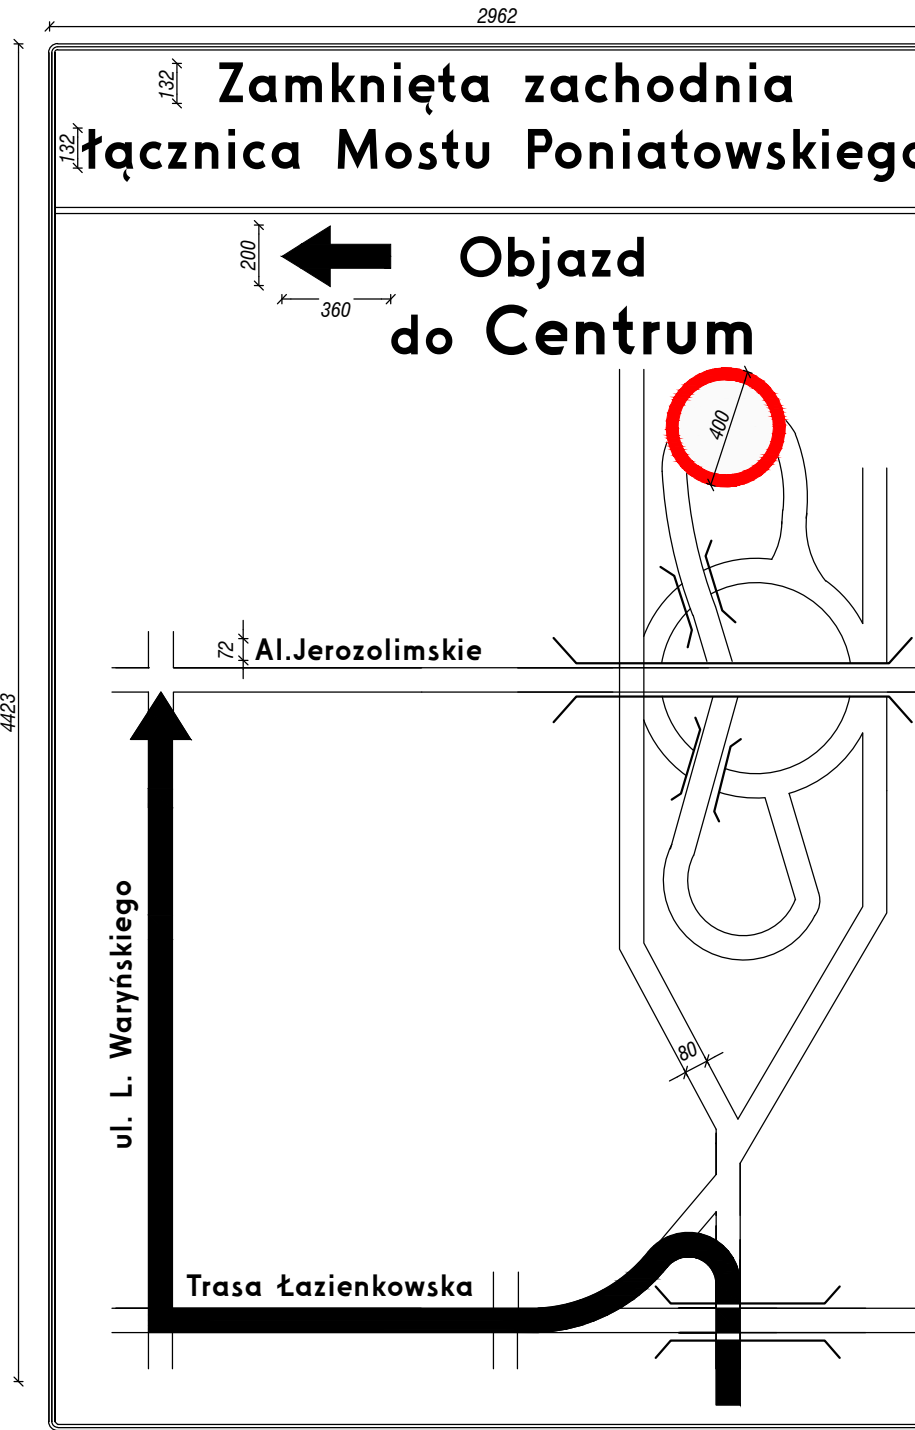 2962
132
Zamknięta zachodnia
132
łącznica Mostu Poniatowskiego
200
Objazd
360
do Centrum
400
72
Al.Jerozolimskie
4423
ul. L. Waryńskiego
80
Trasa Łazienkowska